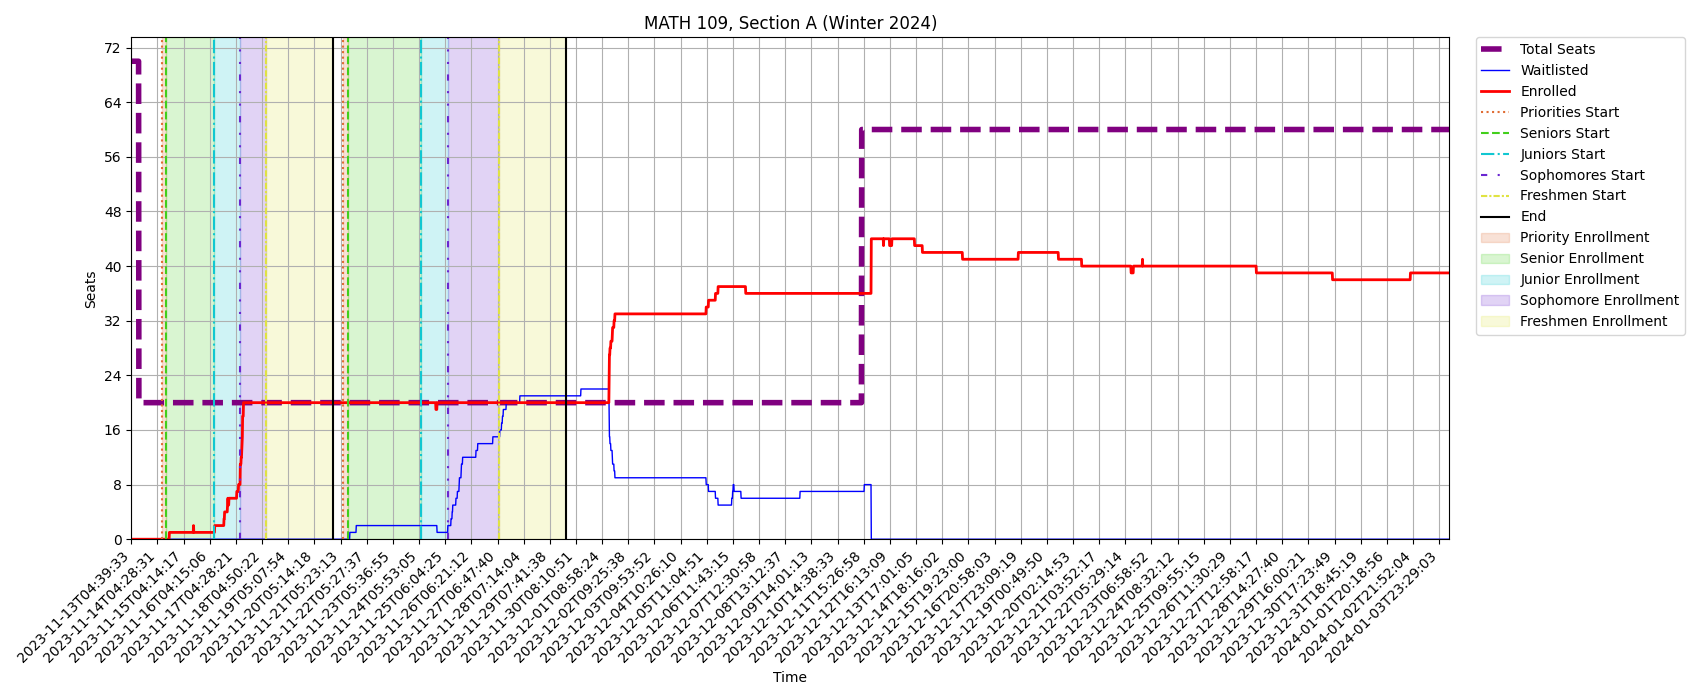 MATH 109, Section A (Winter 2024)
72
64
56
48
40
32
24
16
8
0
Seats
2023-11-13T04:39:33
2023-11-14T04:28:31
2023-11-15T04:14:17
2023-11-16T04:15:06
2023-11-17T04:28:21
2023-11-18T04:50:22
2023-11-19T05:07:54
2023-11-20T05:14:18
2023-11-21T05:23:13
2023-11-22T05:27:37
2023-11-23T05:36:55
2023-11-24T05:53:05
2023-11-25T06:04:25
2023-11-26T06:21:12
2023-11-27T06:47:40
2023-11-28T07:14:04
2023-11-29T07:41:38
2023-11-30T08:10:51
2023-12-01T08:58:24
2023-12-02T09:25:38
2023-12-03T09:53:52
2023-12-04T10:26:10
2023-12-05T11:04:51
2023-12-06T11:43:15
2023-12-07T12:30:58
2023-12-08T13:12:37
2023-12-09T14:01:13
2023-12-10T14:38:33
2023-12-11T15:26:58
2023-12-12T16:13:09
2023-12-13T17:01:05
2023-12-14T18:16:02
2023-12-15T19:23:00
2023-12-16T20:58:03
2023-12-17T23:09:19
2023-12-19T00:49:50
2023-12-20T02:14:53
2023-12-21T03:52:17
2023-12-22T05:29:14
2023-12-23T06:58:52
2023-12-24T08:32:12
2023-12-25T09:55:15
2023-12-26T11:30:29
2023-12-27T12:58:17
2023-12-28T14:27:40
2023-12-29T16:00:21
2023-12-30T17:23:49
2023-12-31T18:45:19
2024-01-01T20:18:56
2024-01-02T21:52:04
2024-01-03T23:29:03
Time
Total Seats
Waitlisted
Enrolled
Priorities Start
Seniors Start
Juniors Start
Sophomores Start
Freshmen Start
End
Priority Enrollment
Senior Enrollment
Junior Enrollment
Sophomore Enrollment
Freshmen Enrollment